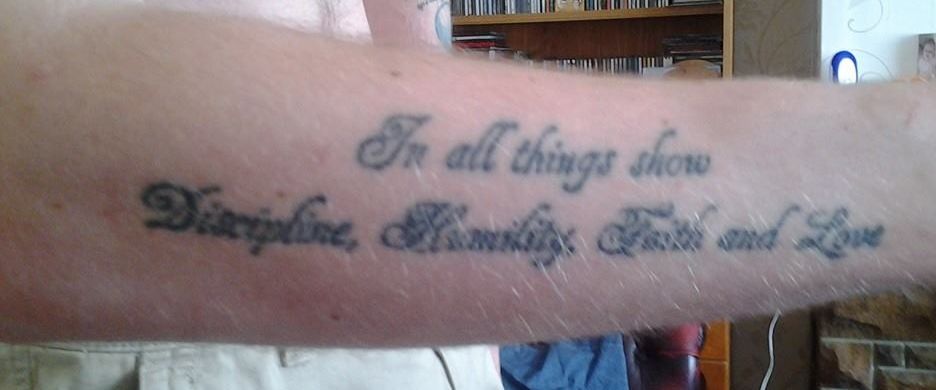 In all things show
Discipline, Humility, Faith and Love